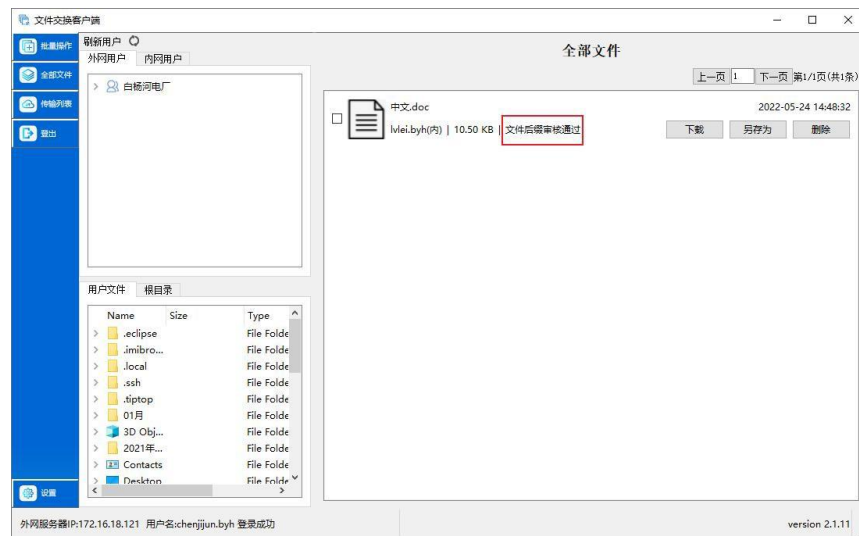 文件交换客户端
批量操作
全部文件
传输列表
登出
设置
刷新用户
外网用户 内网用户
白杨河电厂
用户文件 根目录
Name Size Type
.eclipse File Folde
.imibro... File Folde
.local File Folde
.ssh File Folde
.tiptop File Folde
01月 File Folde
3D Obj... File Folde
2021年... File Folde
Contacts File Folde
Desktop File Folde
全部文件
上一页 1 下一页 第1/1页(共1条)
中文.doc 2022-05-24 14:48:32
lvlei.byh(内) | 10.50 KB | 文件后缀审核通过 下载 另存为 删除
外网服务器IP:172.16.18.121 用户名:chenjijun.byh 登录成功 version 2.1.11